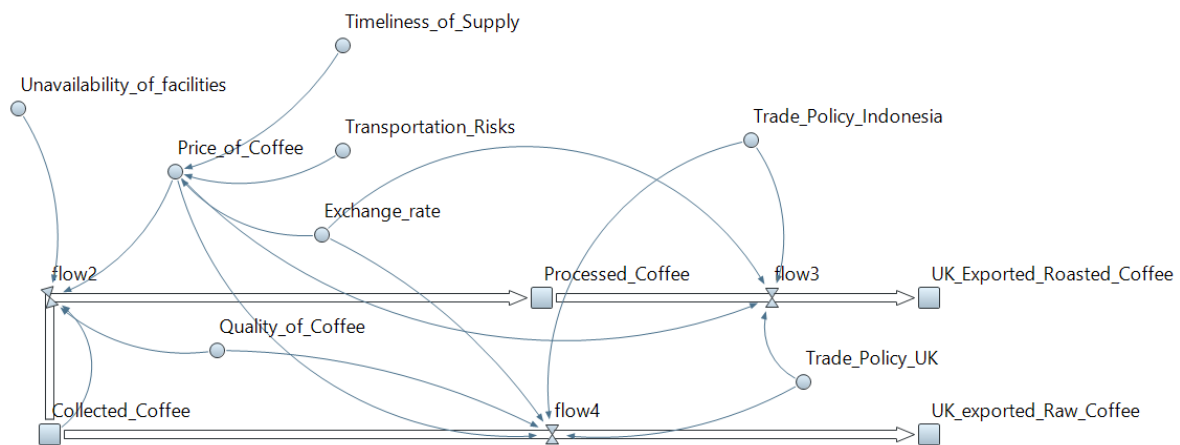 Timeliness_of_Supply
Unavailability_of_facilities
Trade_Policy_Indonesia
Transportation_Risks
Price_of_Coffee
Exchange_rate
flow2
Processed_Coffee
flow3
UK_Exported_Roasted_Coffee
Quality_of_Coffee
Trade_Policy_UK
Collected_Coffee
flow4
UK_exported_Raw_Coffee